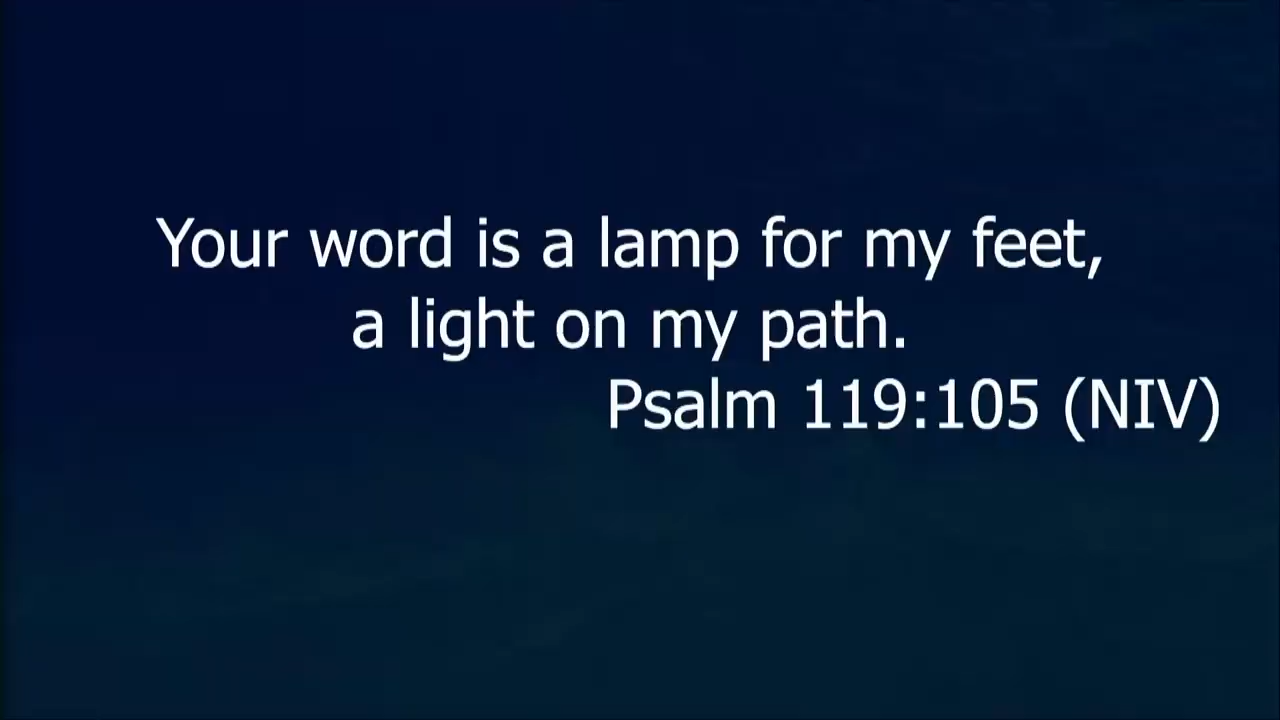 Your word is a lamp for my feet,
a light on my path.
Psalm 119:105 (NIV)